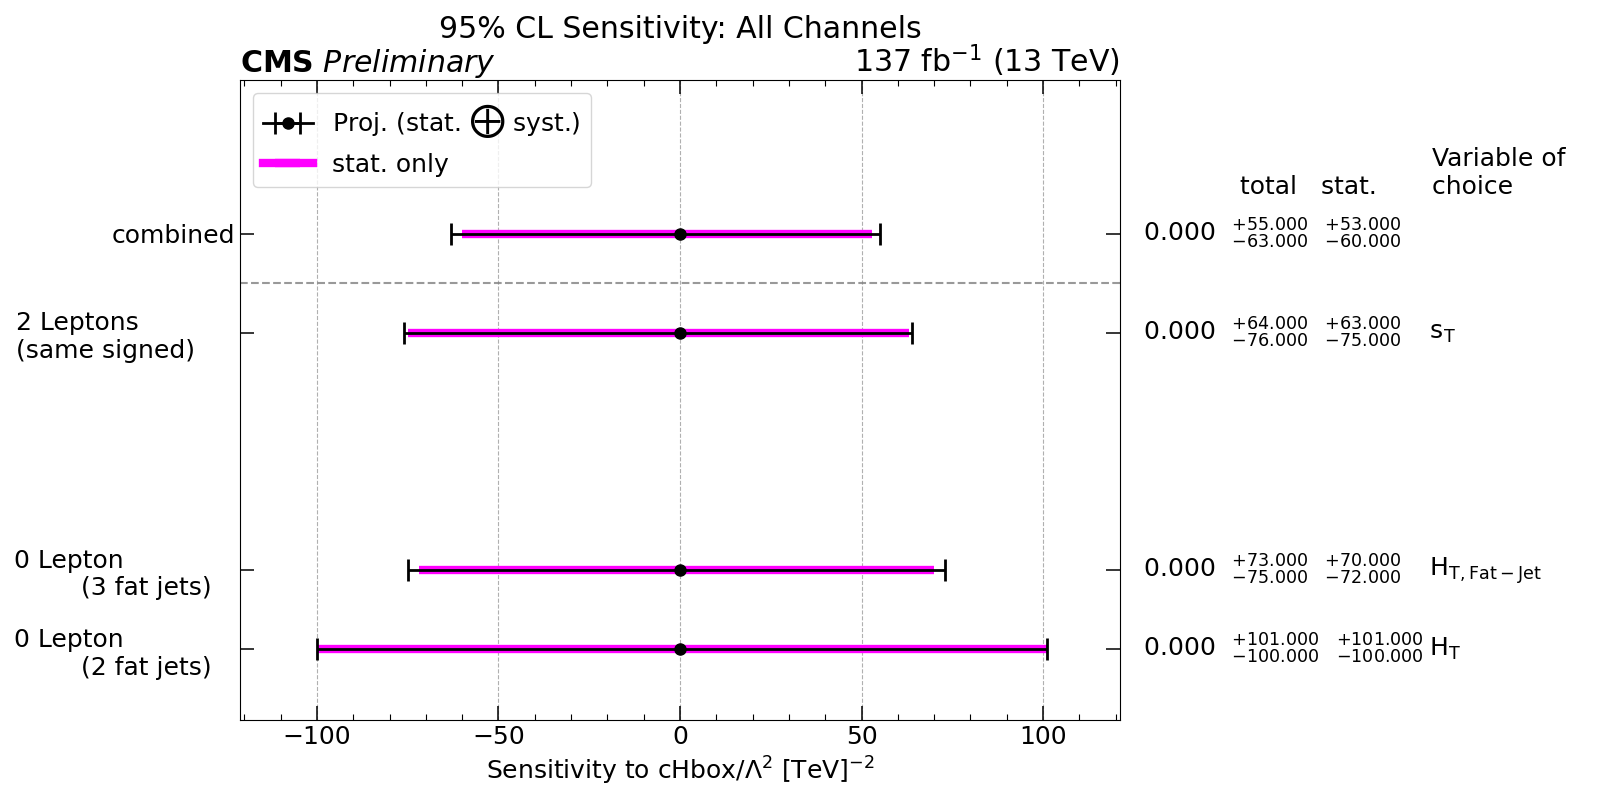 95% CL Sensitivity: All Channels
CMS Preliminary
137 fb⁻¹ (13 TeV)
Proj. (stat. ⊕ syst.)
stat. only
Variable of
total stat. choice
combined 0.000 +55.000 −63.000 +53.000 −60.000
2 Leptons
(same signed)
0.000 +64.000 −76.000 +63.000 −75.000 s_T
0 Lepton
(3 fat jets)
0.000 +73.000 −75.000 +70.000 −72.000 H_T, Fat−Jet
0 Lepton
(2 fat jets)
0.000 +101.000 −100.000 +101.000 −100.000 H_T
−100 −50 0 50 100
Sensitivity to cHbox/Λ² [TeV]⁻²